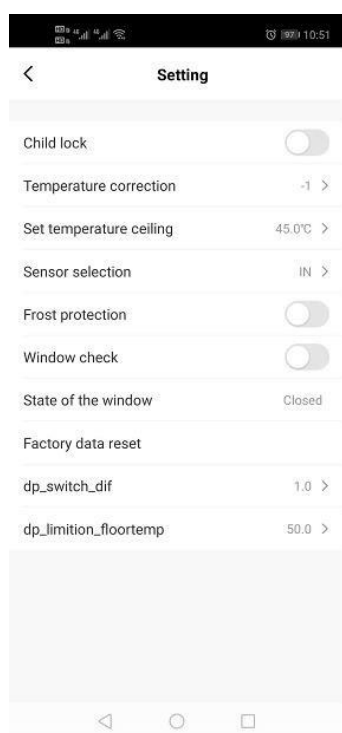 97 10:51
Setting
Child lock
Temperature correction -1 >
Set temperature ceiling 45.0℃ >
Sensor selection IN >
Frost protection
Window check
State of the window Closed
Factory data reset
dp_switch_dif 1.0 >
dp_limition_floortemp 50.0 >